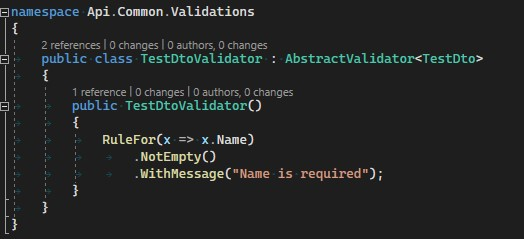 namespace Api.Common.Validations
{
2 references | 0 changes | 0 authors, 0 changes
public class TestDtoValidator : AbstractValidator<TestDto>
{
1 reference | 0 changes | 0 authors, 0 changes
public TestDtoValidator()
{
RuleFor(x => x.Name)
.NotEmpty()
.WithMessage("Name is required");
}
}
}